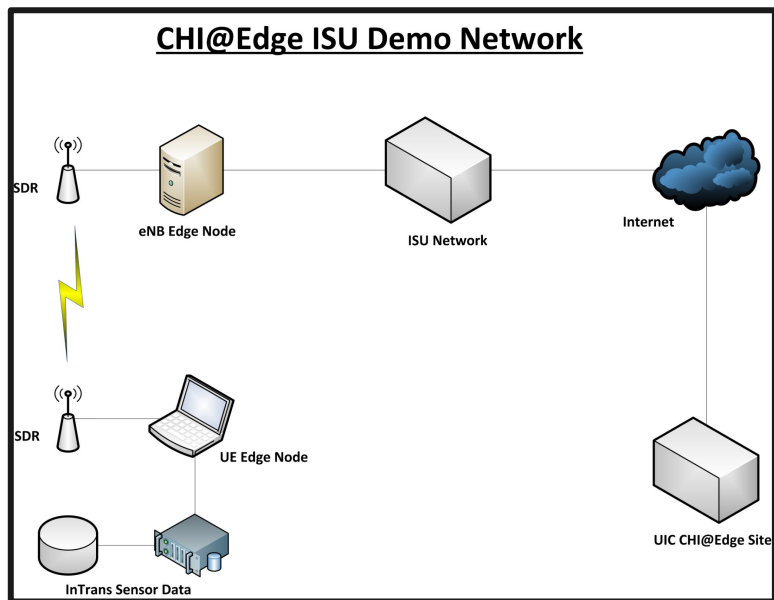 CHI@Edge ISU Demo Network
SDR
eNB Edge Node
ISU Network
Internet
SDR
UE Edge Node
UIC CHI@Edge Site
InTrans Sensor Data